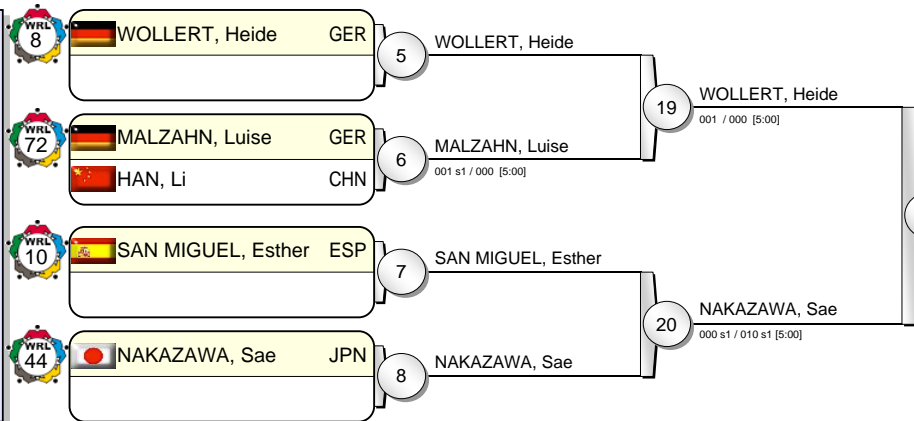 WRL
8
WOLLERT, Heide GER
5
WOLLERT, Heide
19
WOLLERT, Heide
001 / 000 [5:00]
WRL
72
MALZAHN, Luise GER
HAN, Li CHN
6
MALZAHN, Luise
001 s1 / 000 [5:00]
WRL
10
SAN MIGUEL, Esther ESP
7
SAN MIGUEL, Esther
20
NAKAZAWA, Sae
000 s1 / 010 s1 [5:00]
WRL
44
NAKAZAWA, Sae JPN
8
NAKAZAWA, Sae